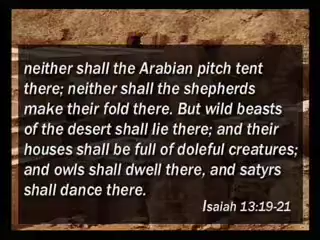 neither shall the Arabian pitch tent
there; neither shall the shepherds
make their fold there. But wild beasts
of the desert shall lie there; and their
houses shall be full of doleful creatures;
and owls shall dwell there, and satyrs
shall dance there.
Isaiah 13:19-21